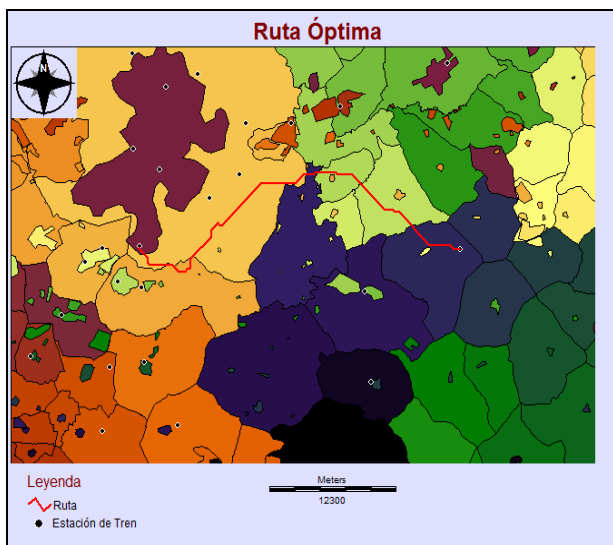 Ruta Óptima
N
Leyenda
Ruta
Estación de Tren
Meters
12300